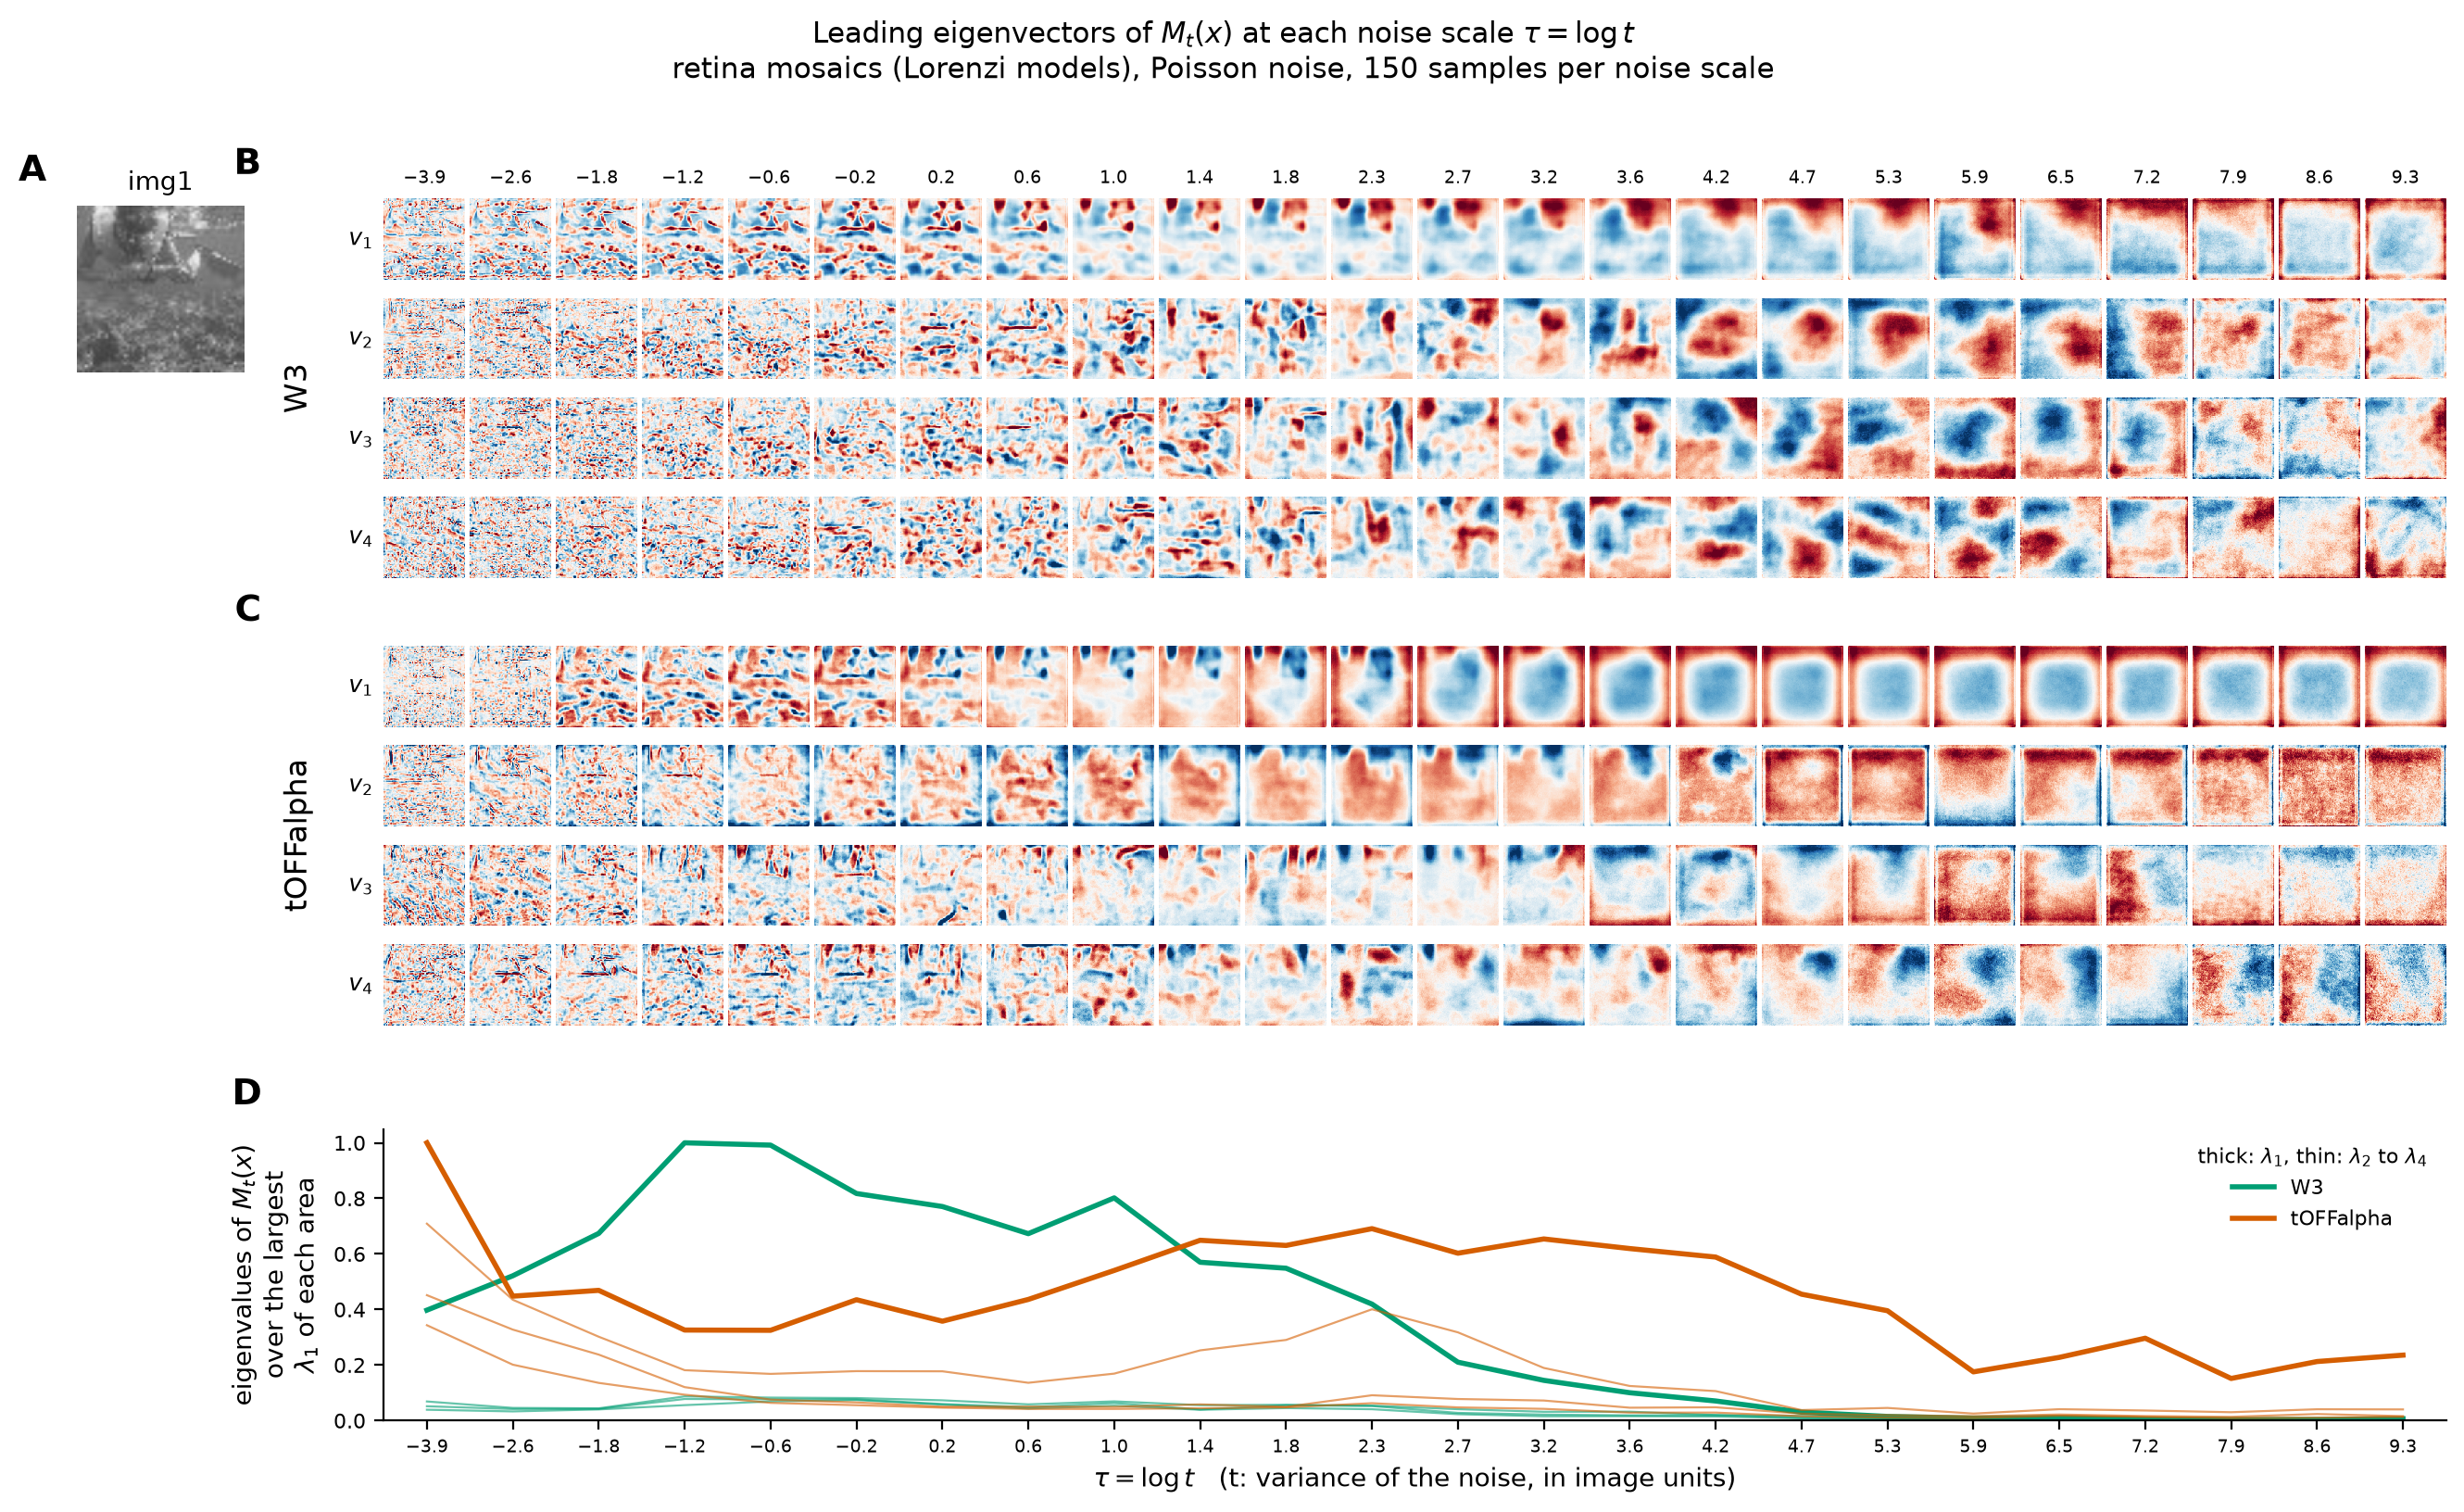 Leading eigenvectors of M_t(x) at each noise scale τ = log t
retina mosaics (Lorenzi models), Poisson noise, 150 samples per noise scale
A
img1
B
−3.9 −2.6 −1.8 −1.2 −0.6 −0.2 0.2 0.6 1.0 1.4 1.8 2.3 2.7 3.2 3.6 4.2 4.7 5.3 5.9 6.5 7.2 7.9 8.6 9.3
W3
v₁
v₂
v₃
v₄
C
tOFFalpha
v₁
v₂
v₃
v₄
D
eigenvalues of M_t(x)
over the largest
λ₁ of each area
1.0
0.8
0.6
0.4
0.2
0.0
thick: λ₁, thin: λ₂ to λ₄
W3
tOFFalpha
−3.9 −2.6 −1.8 −1.2 −0.6 −0.2 0.2 0.6 1.0 1.4 1.8 2.3 2.7 3.2 3.6 4.2 4.7 5.3 5.9 6.5 7.2 7.9 8.6 9.3
τ = log t (t: variance of the noise, in image units)